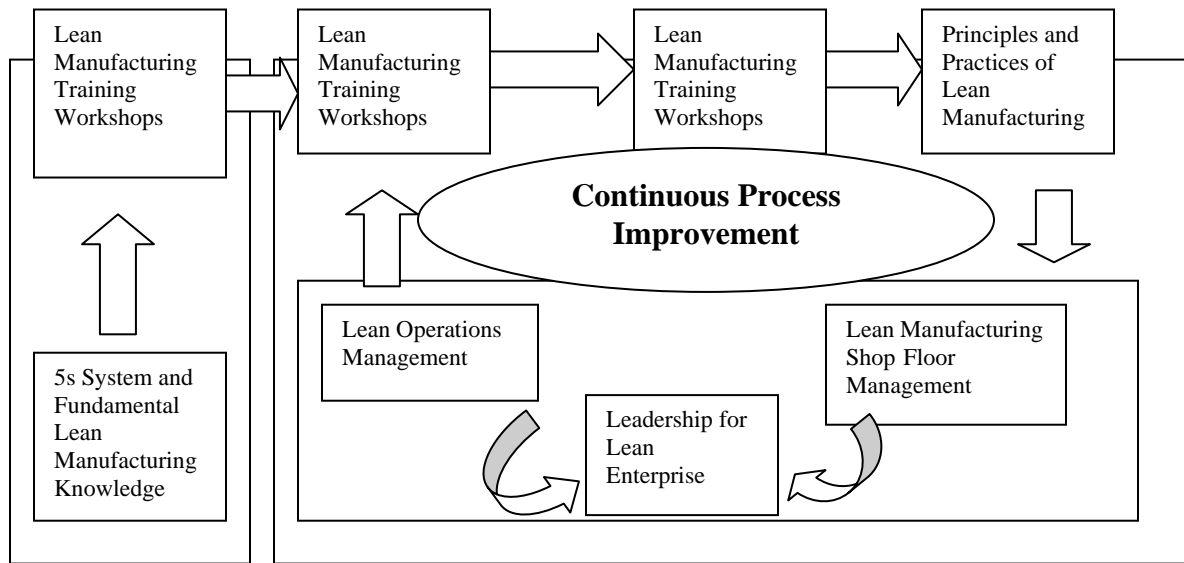 Lean
Manufacturing
Training
Workshops
Lean
Manufacturing
Training
Workshops
Lean
Manufacturing
Training
Workshops
Principles and
Practices of
Lean
Manufacturing
Continuous Process
Improvement
Lean Operations
Management
Lean Manufacturing
Shop Floor
Management
5s System and
Fundamental
Lean
Manufacturing
Knowledge
Leadership for
Lean
Enterprise